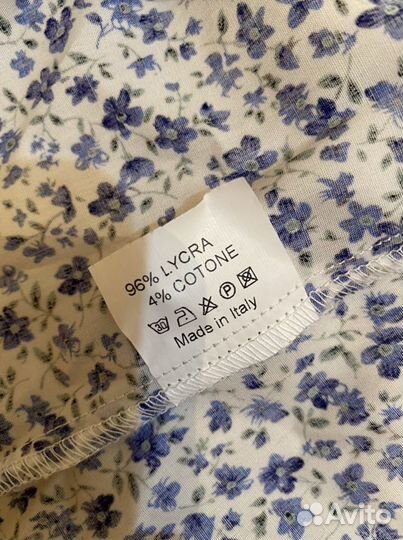 96% LYCRA
4% COTONE
30 P
Made in Italy
Avito